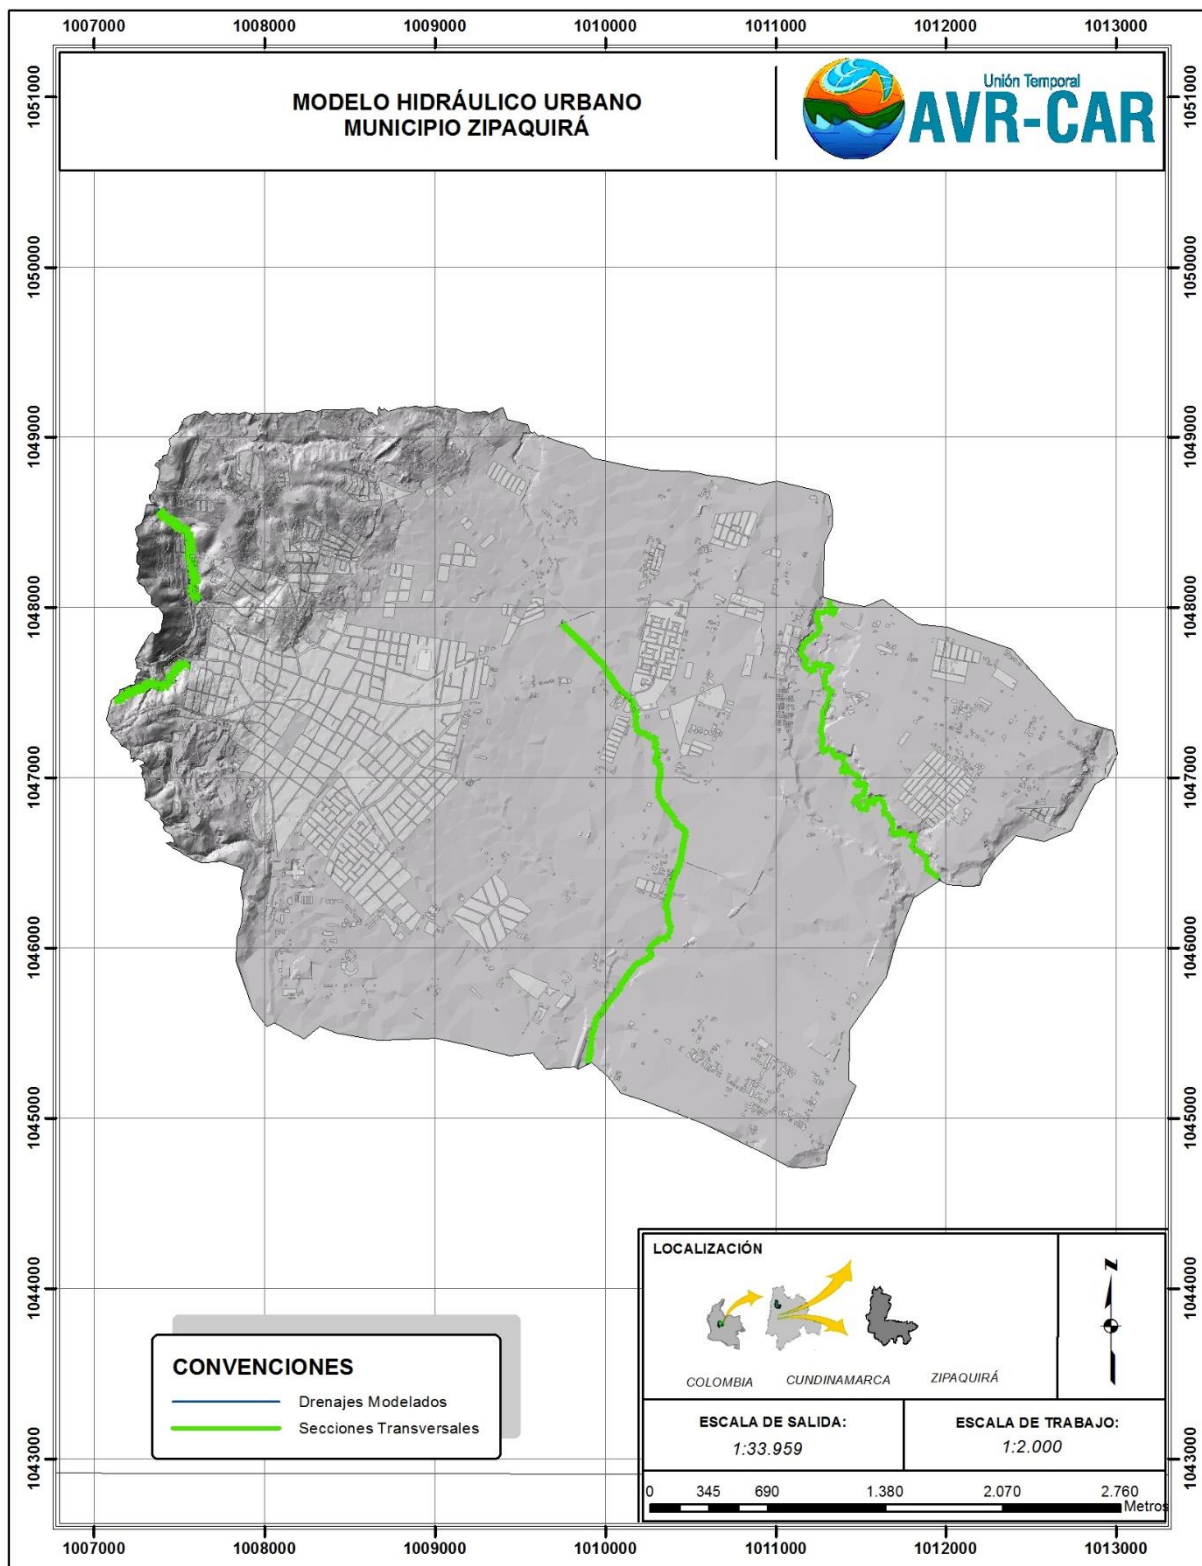 1007000 1008000 1009000 1010000 1011000 1012000 1013000
MODELO HIDRÁULICO URBANO
MUNICIPIO ZIPAQUIRÁ
Unión Temporal
AVR-CAR
1051000 1051000
1050000 1050000
1049000 1049000
1048000 1048000
1047000 1047000
1046000 1046000
1045000 1045000
1044000 1044000
1043000 1043000
CONVENCIONES
Drenajes Modelados
Secciones Transversales
LOCALIZACIÓN
COLOMBIA CUNDINAMARCA ZIPAQUIRÁ
N
ESCALA DE SALIDA:
1:33.959
ESCALA DE TRABAJO:
1:2.000
0 345 690 1.380 2.070 2.760
Metros
1007000 1008000 1009000 1010000 1011000 1012000 1013000